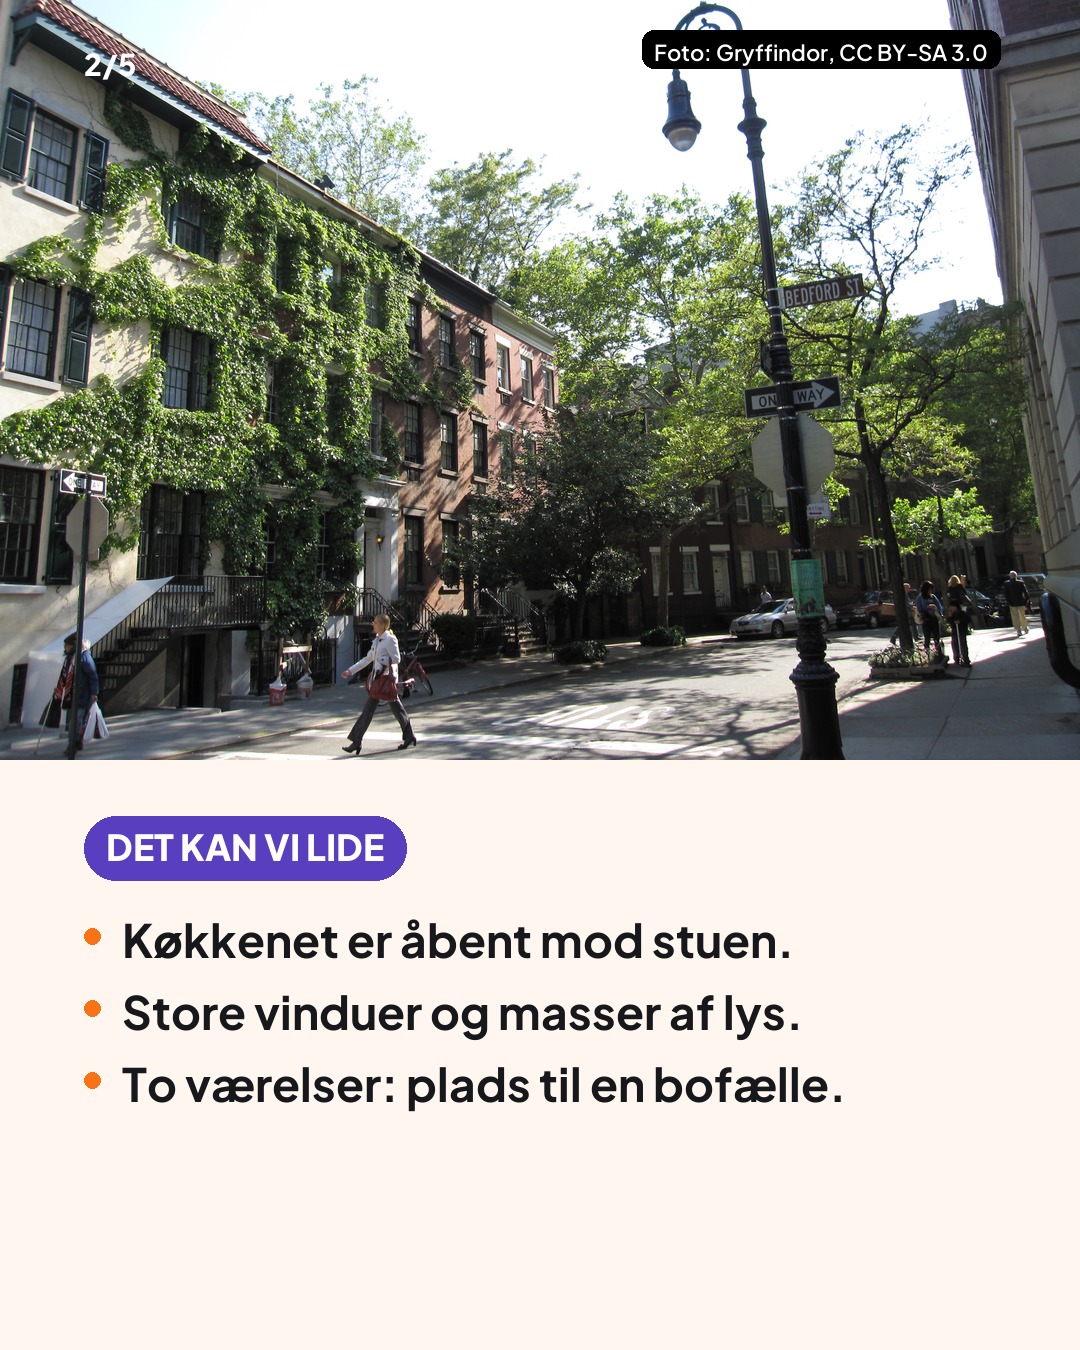 2/5
Foto: Gryffindor, CC BY-SA 3.0
BEDFORD ST
ONE WAY
DET KAN VI LIDE
Køkkenet er åbent mod stuen.
Store vinduer og masser af lys.
To værelser: plads til en bofælle.